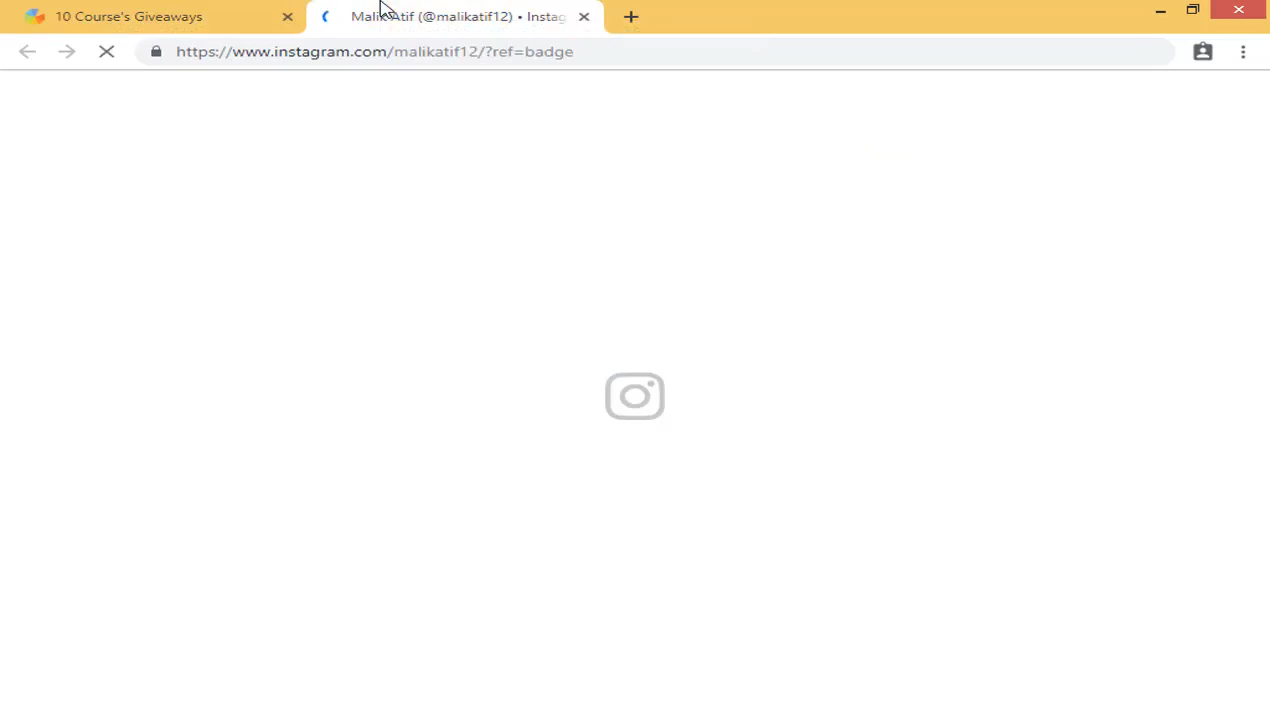 10 Course's Giveaways
Malik Atif (@malikatif12) • Instag
https://www.instagram.com/malikatif12/?ref=badge